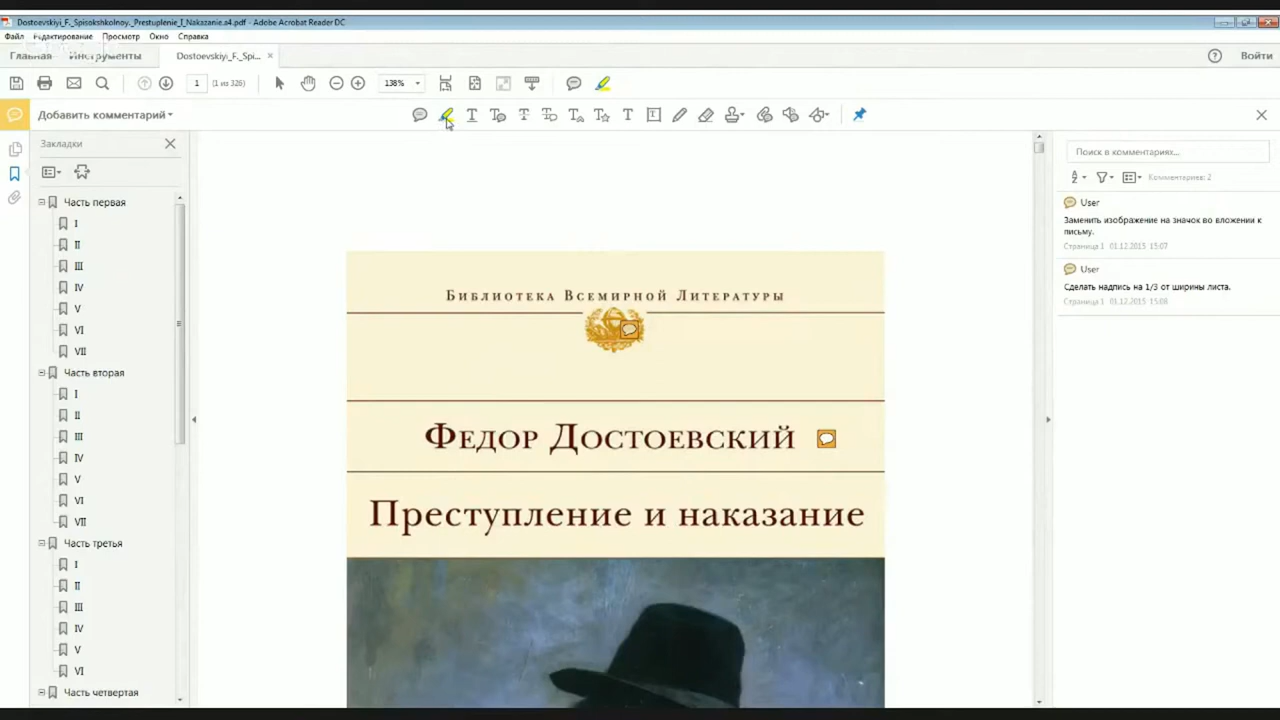 Dostoevskiyi_F._Spisokshkolnoy._Prestuplenie_I_Nakazanie.a4.pdf - Adobe Acrobat Reader DC
Файл Редактирование Просмотр Окно Справка
Главная Инструменты Dostoevskiy_F._Spi... Войти
1 (1 из 326) 138%
Добавить комментарий
Закладки
Часть первая
I
II
III
IV
V
VI
VII
Часть вторая
I
II
III
IV
V
VI
VII
Часть третья
I
II
III
IV
V
VI
Часть четвертая
Библиотека Всемирной Литературы
Федор Достоевский
Преступление и наказание
Поиск в комментариях...
Комментариев: 2
User
Заменить изображение на значок во вложении к
письму.
Страница 1 01.12.2015 15:07
User
Сделать надпись на 1/3 от ширины листа.
Страница 1 01.12.2015 15:08